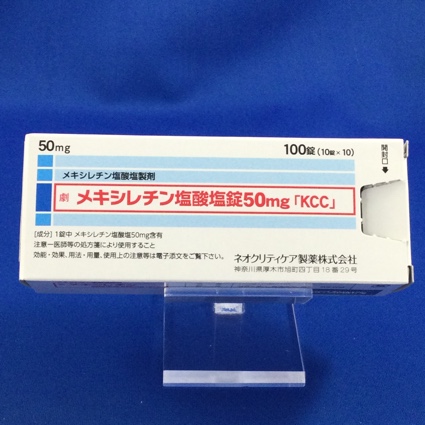 50mg 100錠(10錠×10)
開封口
メキシレチン塩酸塩製剤
劇 メキシレチン塩酸塩錠50mg「KCC」
[成分] 1錠中 メキシレチン塩酸塩50mg含有
注意-医師等の処方箋により使用すること
効能・効果、用法・用量、使用上の注意等は電子添文をご覧下さい。
ネオクリティケア製薬株式会社
神奈川県厚木市旭町四丁目18番29号